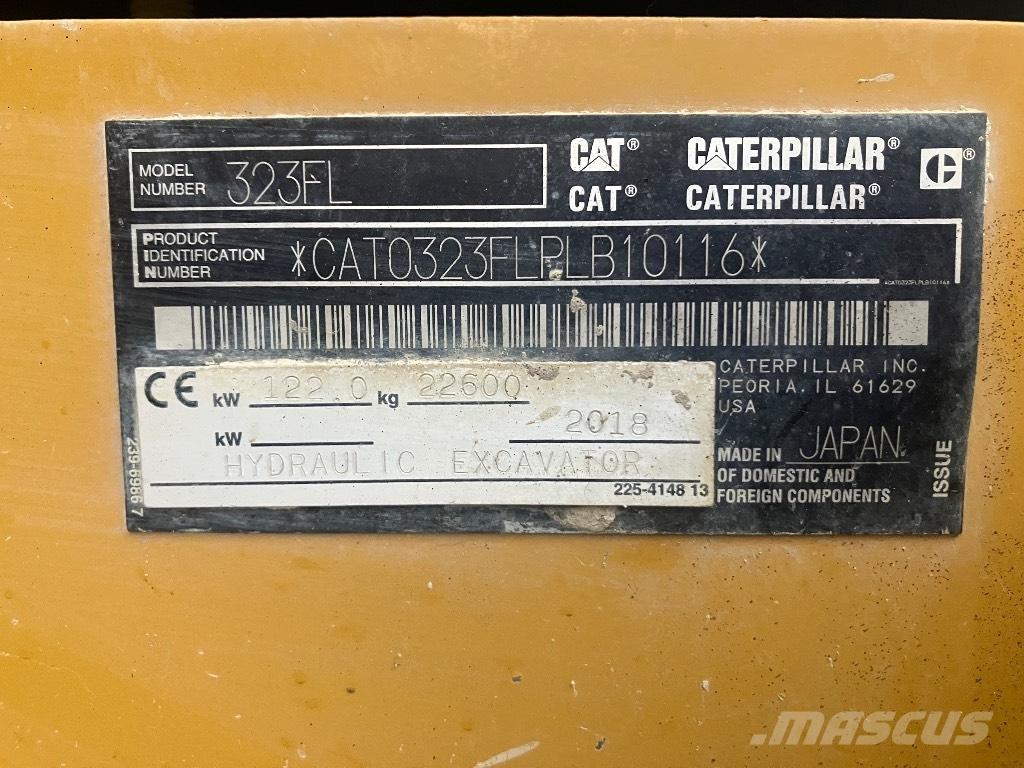 MODEL NUMBER 323FL
CAT® CATERPILLAR®
CAT® CATERPILLAR®
PRODUCT IDENTIFICATION NUMBER *CAT0323FLPLB10116*
*CAT0323FLPLB10116*
CE kW 122.0 kg 22600
kW 2018
HYDRAULIC EXCAVATOR
225-4148 13
239-5986 7
CATERPILLAR INC.
PEORIA, IL 61629
USA
MADE IN JAPAN
OF DOMESTIC AND
FOREIGN COMPONENTS
ISSUE
MASCUS